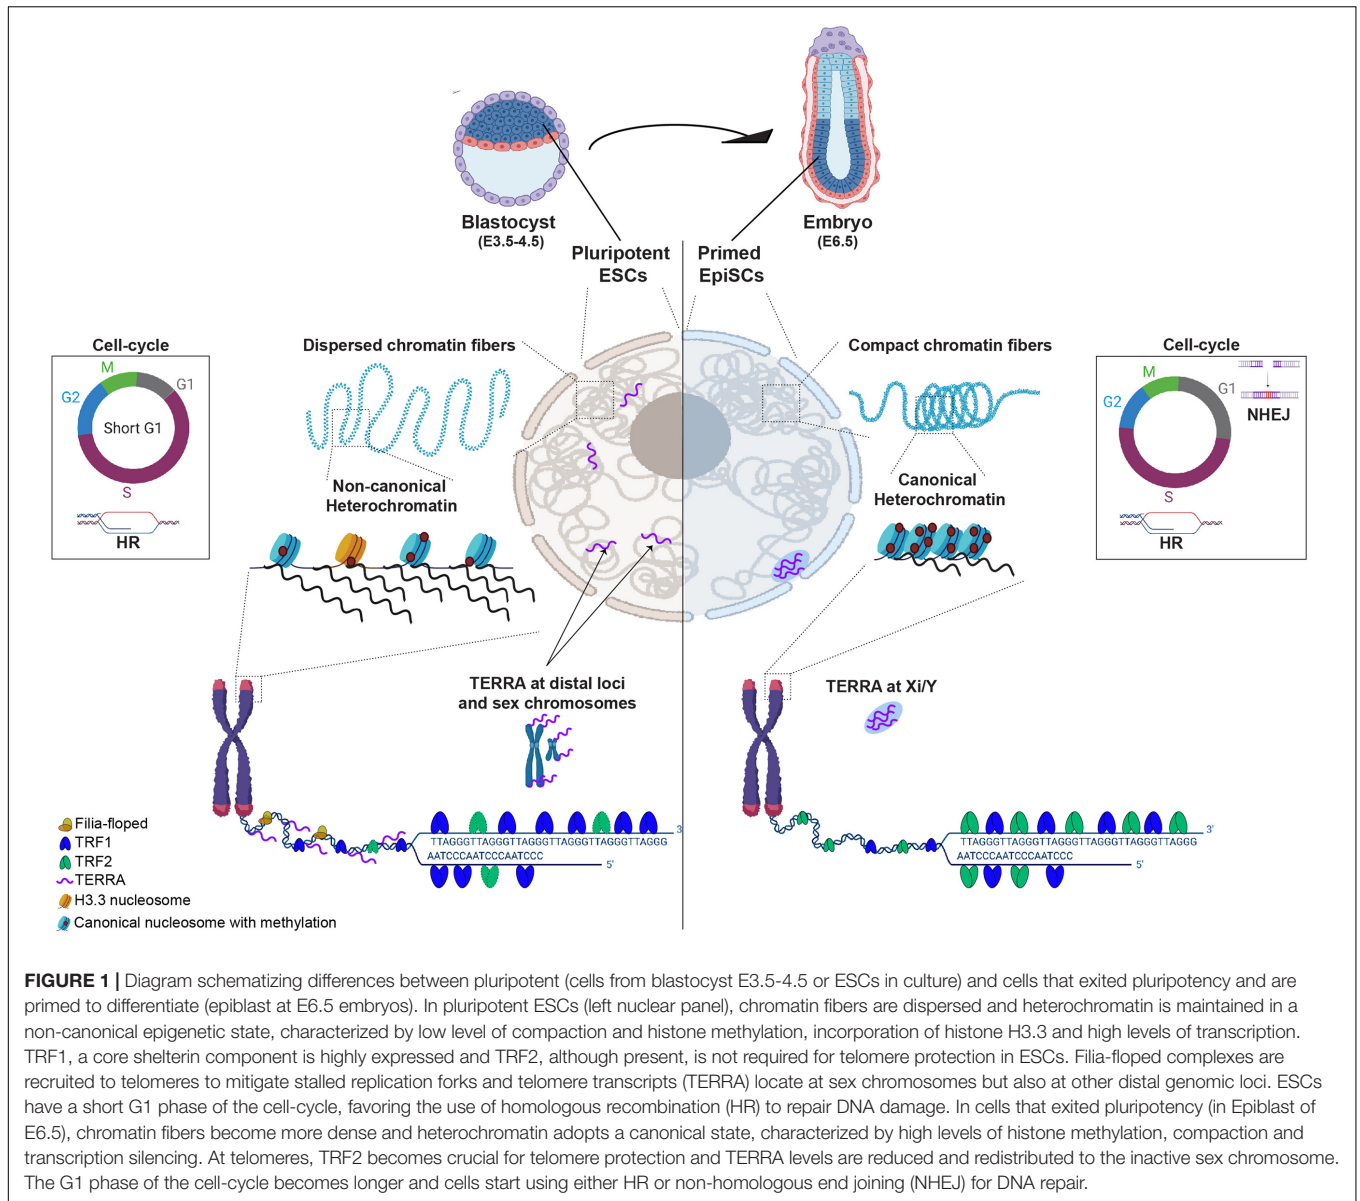 Blastocyst
(E3.5-4.5)
Embryo
(E6.5)
Pluripotent
ESCs
Primed
EpiSCs
Cell-cycle
M
G1
G2
Short G1
S
HR
Dispersed chromatin fibers
Non-canonical
Heterochromatin
Compact chromatin fibers
Canonical
Heterochromatin
Cell-cycle
M
G1
G2
S
NHEJ
HR
TERRA at distal loci
and sex chromosomes
TERRA at Xi/Y
Filia-floped
TRF1
TRF2
TERRA
H3.3 nucleosome
Canonical nucleosome with methylation
3'
TTAGGGTTAGGGTTAGGGTTAGGGTTAGGGTTAGGG
AATCCCAATCCCAATCCC
5'
3'
TTAGGGTTAGGGTTAGGGTTAGGGTTAGGGTTAGGG
AATCCCAATCCCAATCCC
5'
FIGURE 1 | Diagram schematizing differences between pluripotent (cells from blastocyst E3.5-4.5 or ESCs in culture) and cells that exited pluripotency and are
primed to differentiate (epiblast at E6.5 embryos). In pluripotent ESCs (left nuclear panel), chromatin fibers are dispersed and heterochromatin is maintained in a
non-canonical epigenetic state, characterized by low level of compaction and histone methylation, incorporation of histone H3.3 and high levels of transcription.
TRF1, a core shelterin component is highly expressed and TRF2, although present, is not required for telomere protection in ESCs. Filia-floped complexes are
recruited to telomeres to mitigate stalled replication forks and telomere transcripts (TERRA) locate at sex chromosomes but also at other distal genomic loci. ESCs
have a short G1 phase of the cell-cycle, favoring the use of homologous recombination (HR) to repair DNA damage. In cells that exited pluripotency (in Epiblast of
E6.5), chromatin fibers become more dense and heterochromatin adopts a canonical state, characterized by high levels of histone methylation, compaction and
transcription silencing. At telomeres, TRF2 becomes crucial for telomere protection and TERRA levels are reduced and redistributed to the inactive sex chromosome.
The G1 phase of the cell-cycle becomes longer and cells start using either HR or non-homologous end joining (NHEJ) for DNA repair.